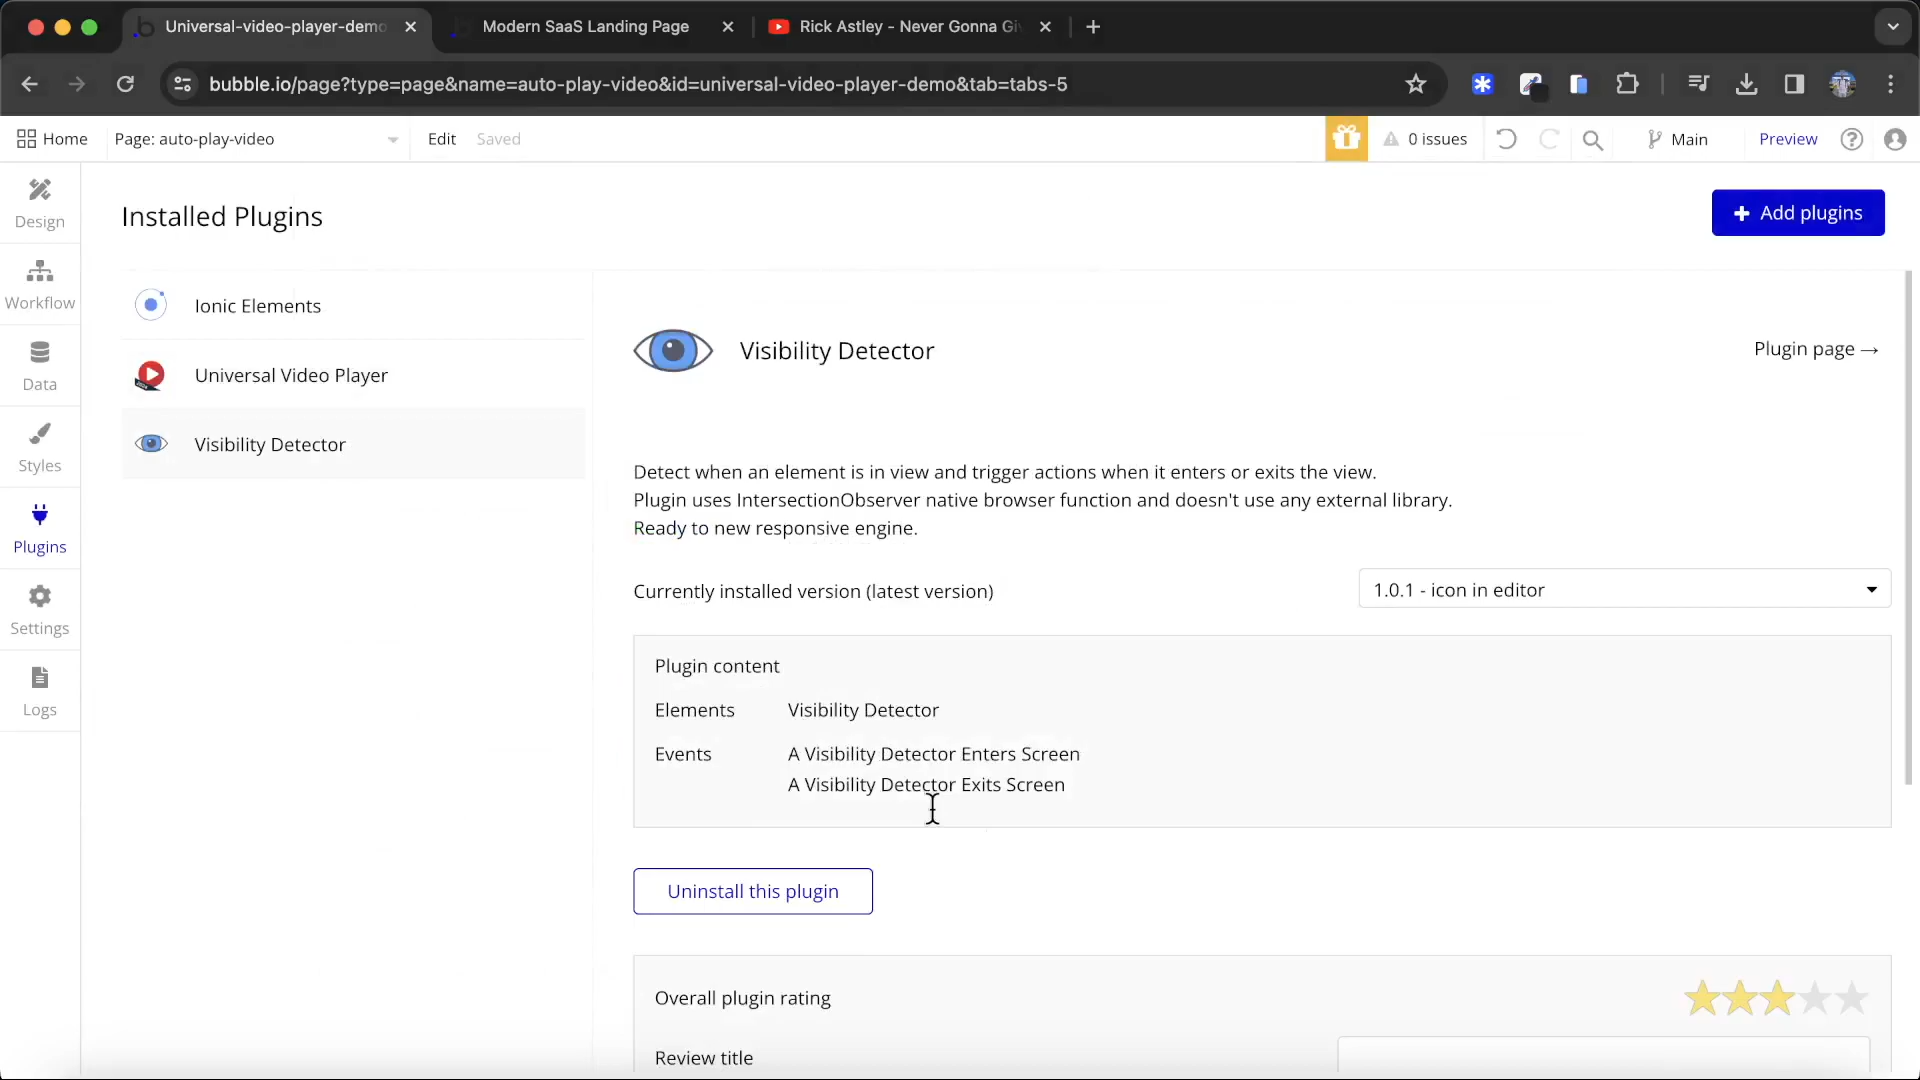 Universal-video-player-demo
Modern SaaS Landing Page
Rick Astley - Never Gonna Gi
bubble.io/page?type=page&name=auto-play-video&id=universal-video-player-demo&tab=tabs-5
Home
Page: auto-play-video
Edit
Saved
0 issues
Main
Preview
Design
Workflow
Data
Styles
Plugins
Settings
Logs
Installed Plugins
+ Add plugins
Ionic Elements
Universal Video Player
Visibility Detector
Visibility Detector
Plugin page →
Detect when an element is in view and trigger actions when it enters or exits the view.
Plugin uses IntersectionObserver native browser function and doesn't use any external library.
Ready to new responsive engine.
Currently installed version (latest version)
1.0.1 - icon in editor
Plugin content
Elements Visibility Detector
Events A Visibility Detector Enters Screen
A Visibility Detector Exits Screen
Uninstall this plugin
Overall plugin rating
Review title